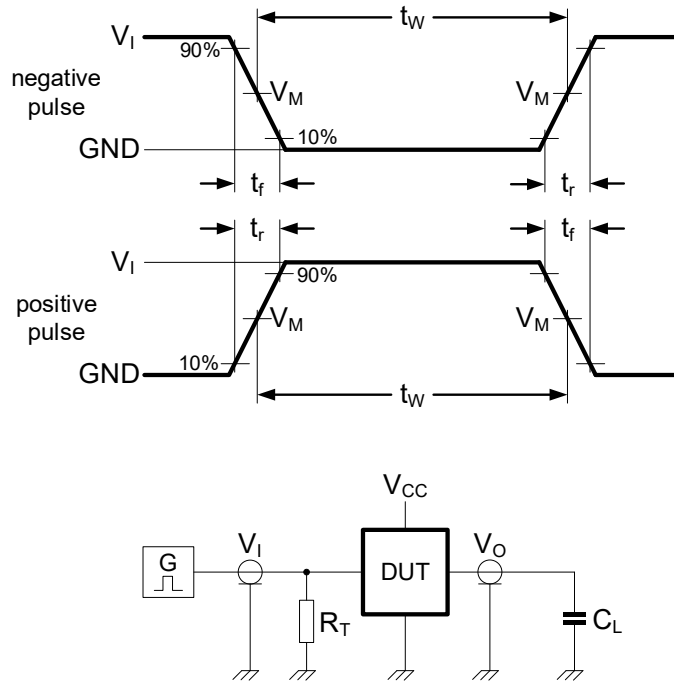 t_W
V_I
90%
negative
pulse
V_M
V_M
10%
GND
t_f
t_r
t_r
t_f
V_I
90%
positive
pulse
V_M
V_M
10%
GND
t_W
V_CC
V_I
V_O
G
DUT
R_T
C_L